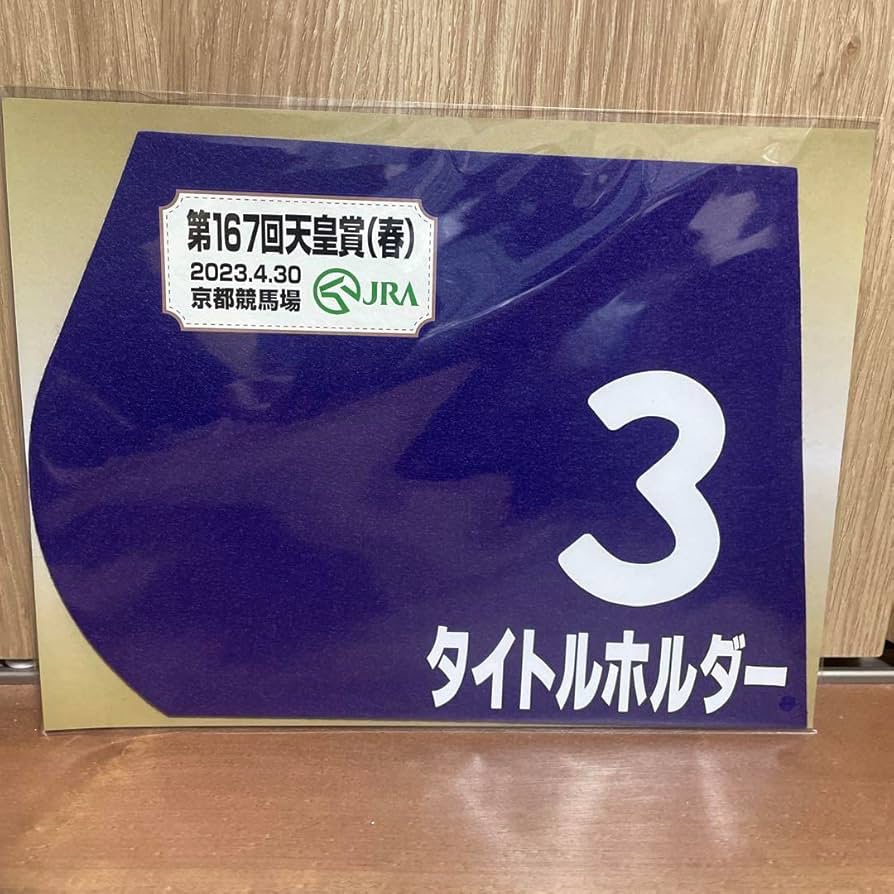 第167回天皇賞(春)
2023.4.30
京都競馬場
JRA
3
タイトルホルダー